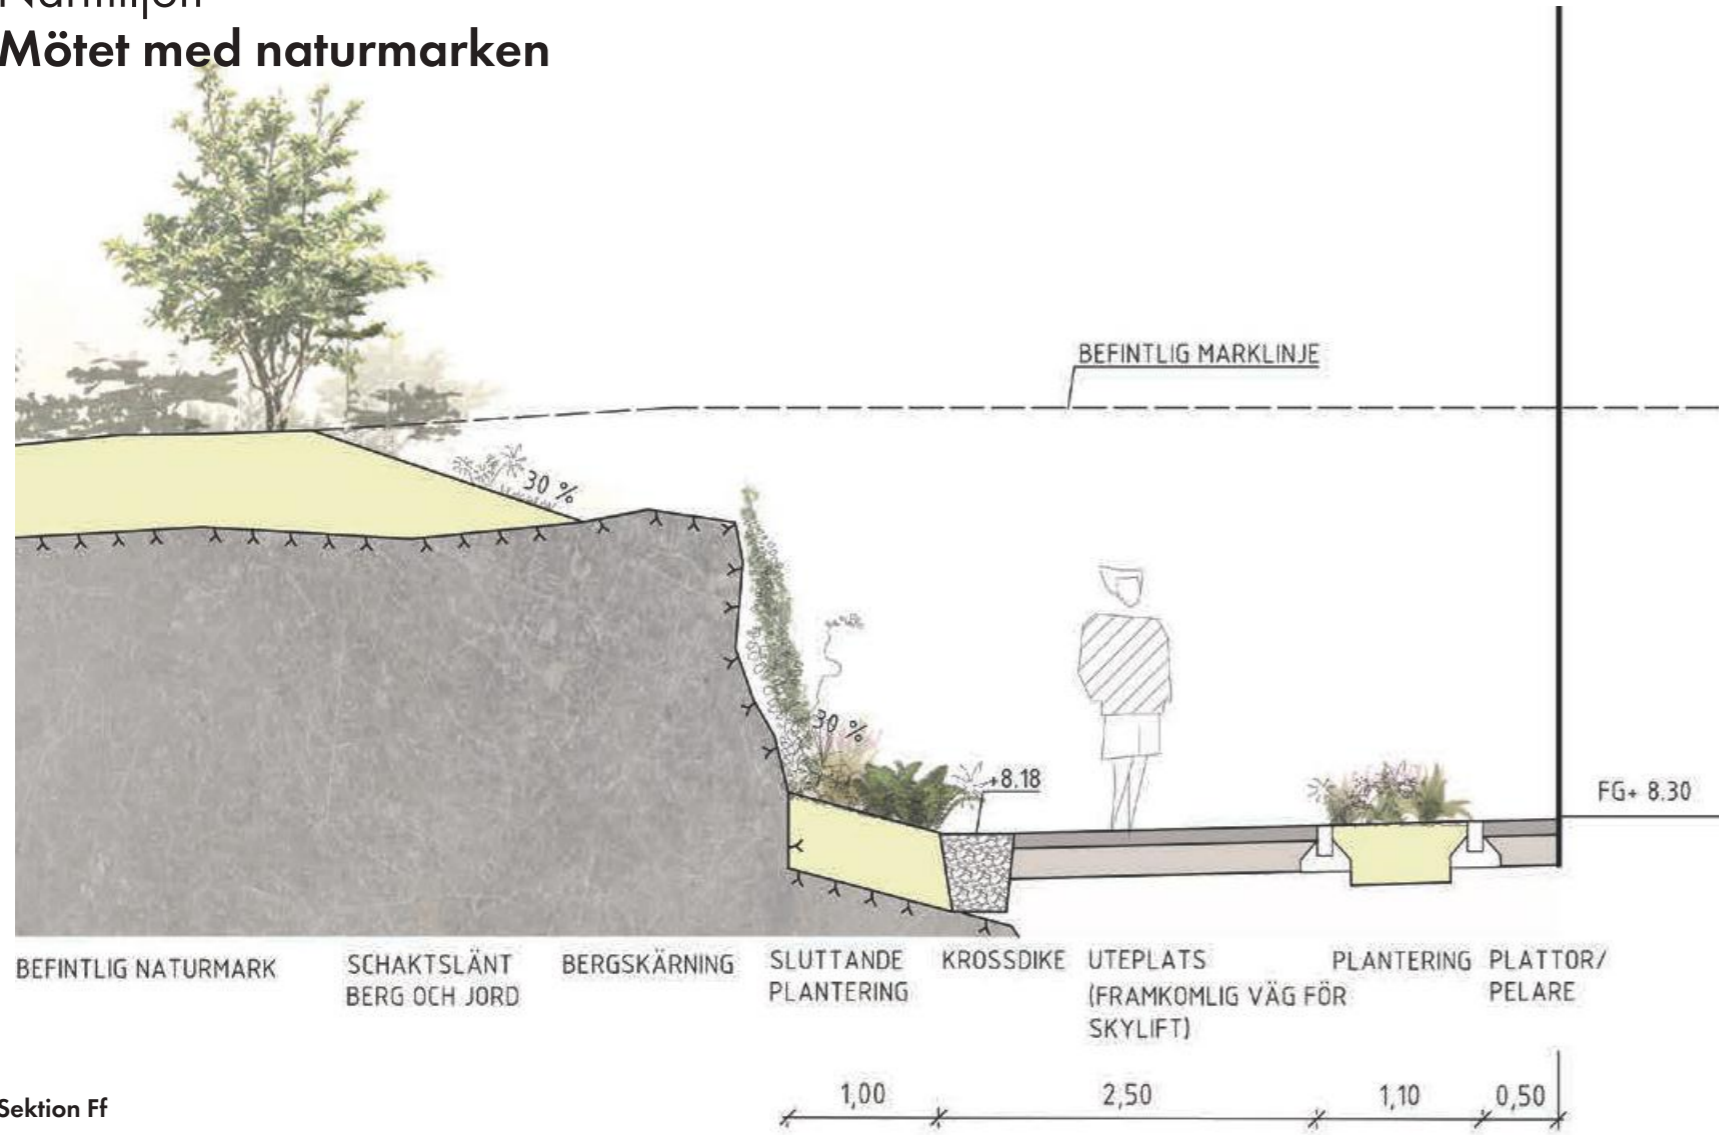 Mötet med naturmarken
BEFINTLIG MARKLINJE
30 %
30 %
+8.18
FG+ 8.30
BEFINTLIG NATURMARK
SCHAKTSLÄNT
BERG OCH JORD
BERGSKÄRNING
SLUTTANDE
PLANTERING
KROSSDIKE
UTEPLATS
(FRAMKOMLIG VÄG FÖR
SKYLIFT)
PLANTERING
PLATTOR/
PELARE
1,00
2,50
1,10
0,50
Sektion Ff